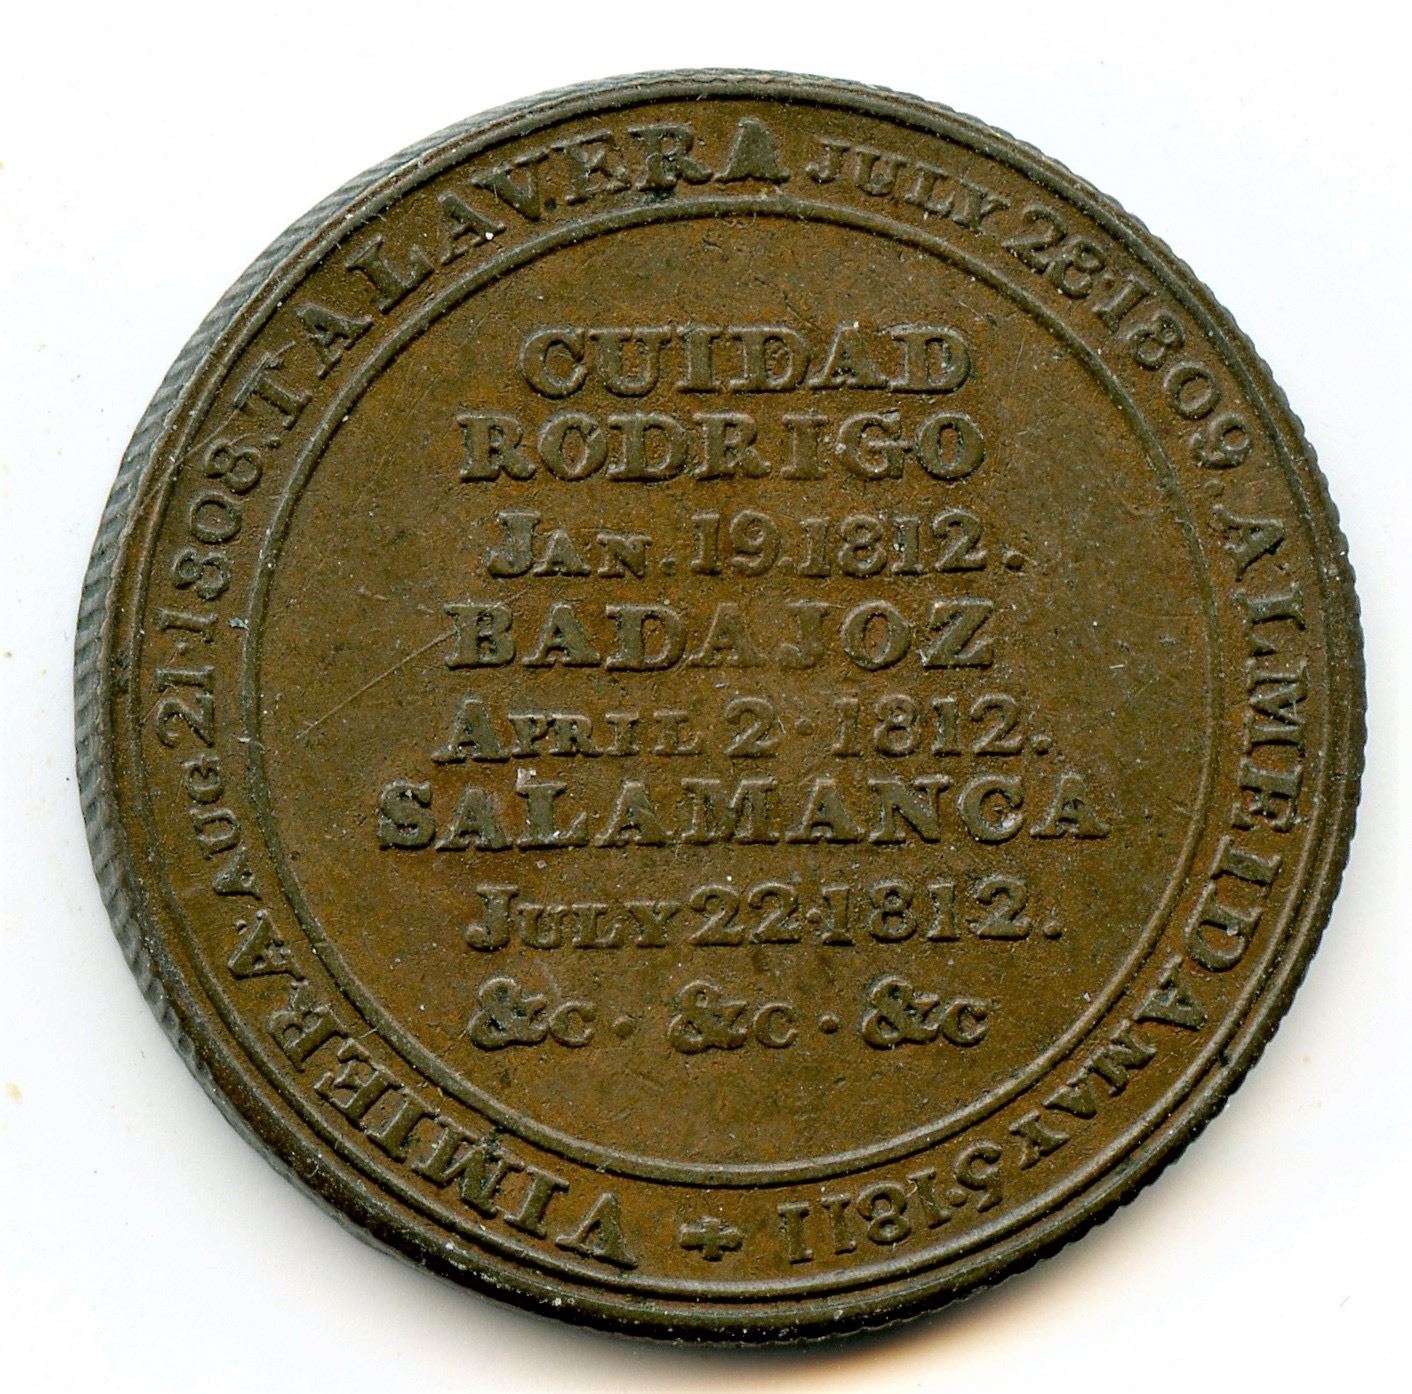 VIMIERA AUG 21·1808. TALAVERA JULY 28·1809. ALMEIDA MAY 5·1811 +
CUIDAD
RODRIGO
JAN. 19.1812.
BADAJOZ
APRIL 2·1812.
SALAMANCA
JULY 22·1812.
&C· &C· &C